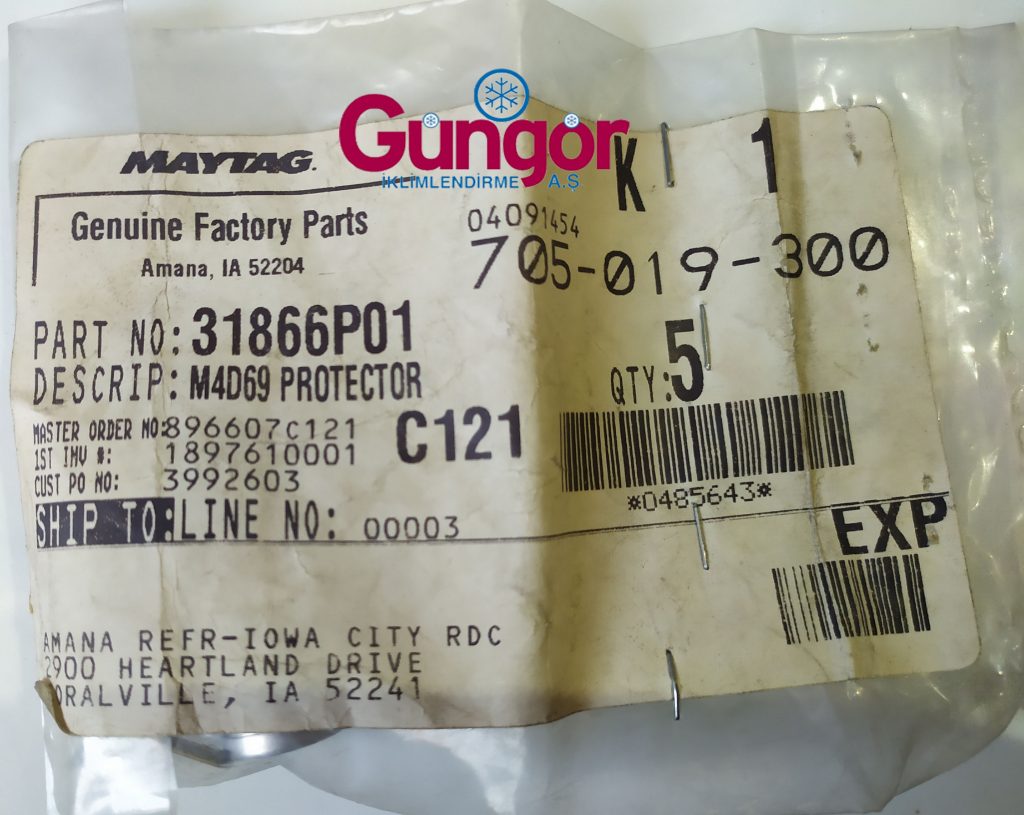 MAYTAG.
Güngör
İKLİMLENDİRME A.Ş
K 1
Genuine Factory Parts
Amana, IA 52204
04091454
705-019-300
PART NO: 31866P01
DESCRIP: M4D69 PROTECTOR
QTY: 5
MASTER ORDER NO: 896607C121
C121
1ST INV #: 1897610001
CUST PO NO: 3992603
*0485643*
SHIP TO: LINE NO: 00003
EXP
AMANA REFR-IOWA CITY RDC
2900 HEARTLAND DRIVE
ORALVILLE, IA 52241